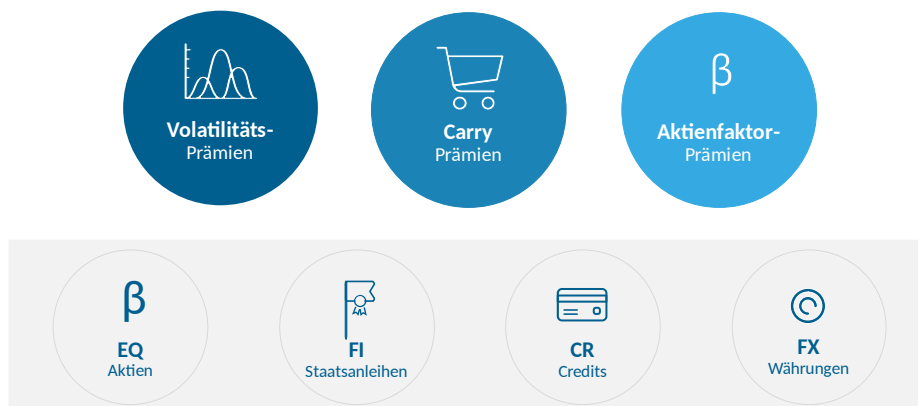 β
Volatilitäts-
Prämien
Carry
Prämien
Aktienfaktor-
Prämien
β
EQ
Aktien
FI
Staatsanleihen
CR
Credits
FX
Währungen